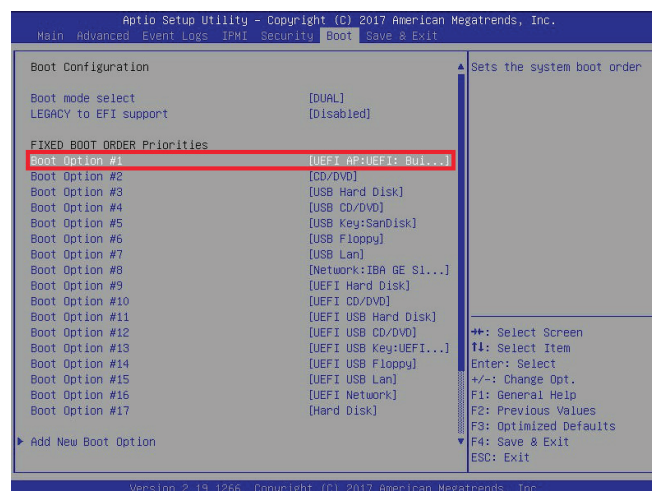 Aptio Setup Utility – Copyright (C) 2017 American Megatrends, Inc.
Main Advanced Event Logs IPMI Security Boot Save & Exit
Boot Configuration
Boot mode select [DUAL]
LEGACY to EFI support [Disabled]
FIXED BOOT ORDER Priorities
Boot Option #1 [UEFI AP:UEFI: Bui...]
Boot Option #2 [CD/DVD]
Boot Option #3 [USB Hard Disk]
Boot Option #4 [USB CD/DVD]
Boot Option #5 [USB Key:SanDisk]
Boot Option #6 [USB Floppy]
Boot Option #7 [USB Lan]
Boot Option #8 [Network:IBA GE Sl...]
Boot Option #9 [UEFI Hard Disk]
Boot Option #10 [UEFI CD/DVD]
Boot Option #11 [UEFI USB Hard Disk]
Boot Option #12 [UEFI USB CD/DVD]
Boot Option #13 [UEFI USB Key:UEFI...]
Boot Option #14 [UEFI USB Floppy]
Boot Option #15 [UEFI USB Lan]
Boot Option #16 [UEFI Network]
Boot Option #17 [Hard Disk]
Add New Boot Option
Sets the system boot order
→←: Select Screen
↑↓: Select Item
Enter: Select
+/-: Change Opt.
F1: General Help
F2: Previous Values
F3: Optimized Defaults
F4: Save & Exit
ESC: Exit
Version 2.19.1266. Copyright (C) 2017 American Megatrends, Inc.